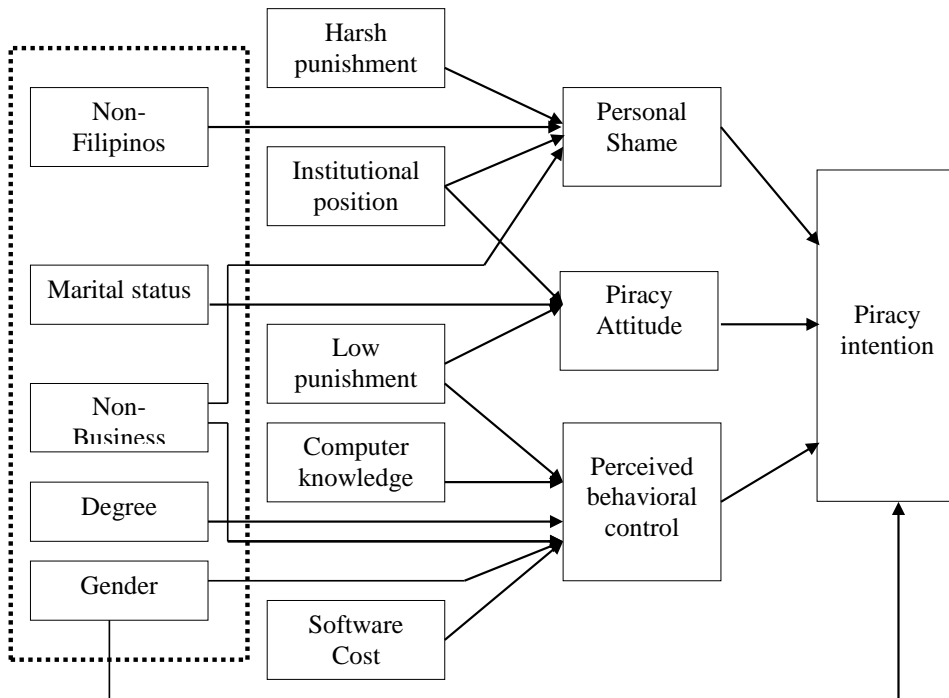 Harsh
punishment
Non-
Filipinos
Personal
Shame
Institutional
position
Marital status
Piracy
Attitude
Piracy
intention
Low
punishment
Non-
Business
Computer
knowledge
Perceived
behavioral
control
Degree
Gender
Software
Cost